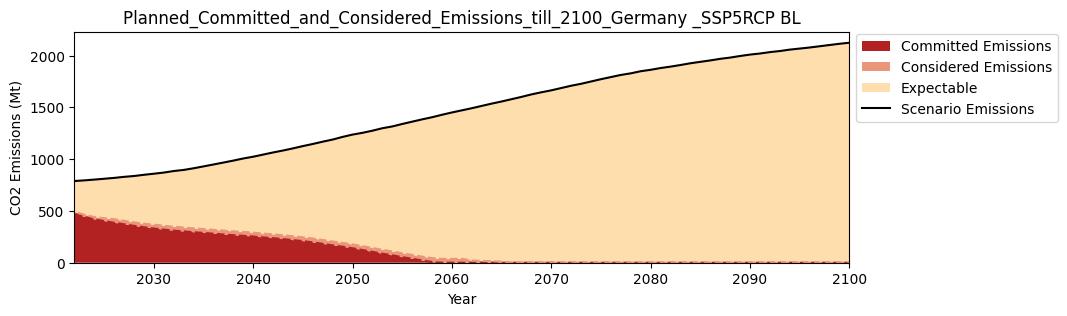 Planned_Committed_and_Considered_Emissions_till_2100_Germany _SSP5RCP BL
Committed Emissions
Considered Emissions
Expectable
Scenario Emissions
CO2 Emissions (Mt)
2000
1500
1000
500
0
2030 2040 2050 2060 2070 2080 2090 2100
Year